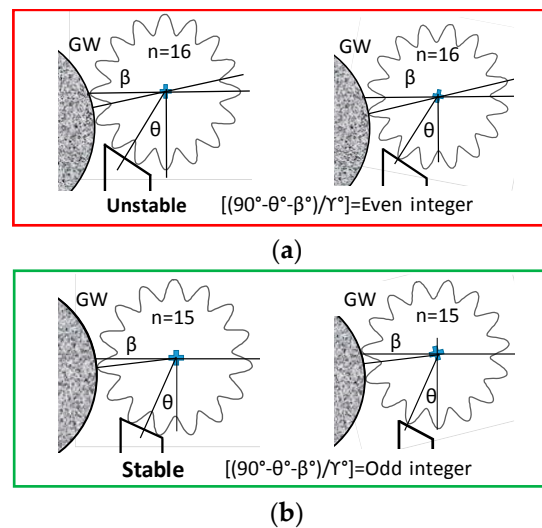 GW n=16 β θ
GW n=16 β θ
Unstable [(90°-θ°-β°)/ϒ°]=Even integer
(a)
GW n=15 β θ
GW n=15 β θ
Stable [(90°-θ°-β°)/ϒ°]=Odd integer
(b)